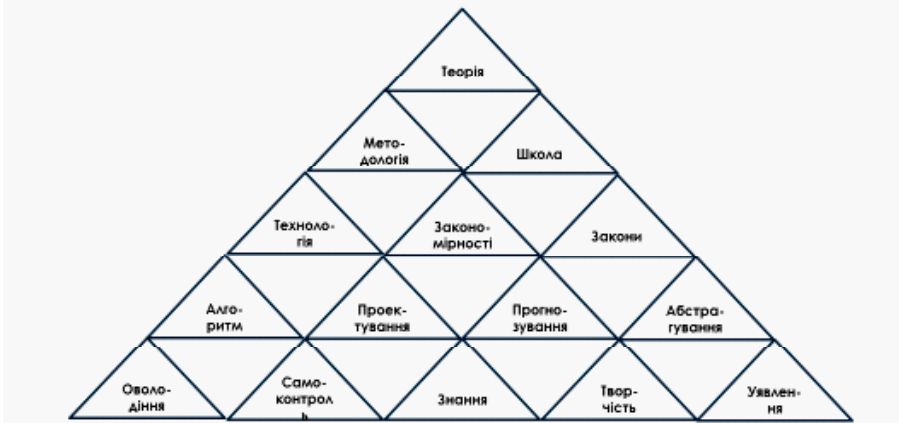 Теорія
Мето-
дологія
Школа
Техноло-
гія
Законо-
мірності
Закони
Алго-
ритм
Проек-
тування
Прогно-
зування
Абстра-
гування
Оволо-
діння
Само-
контрол
ь
Знання
Твор-
чість
Уявлен-
ня